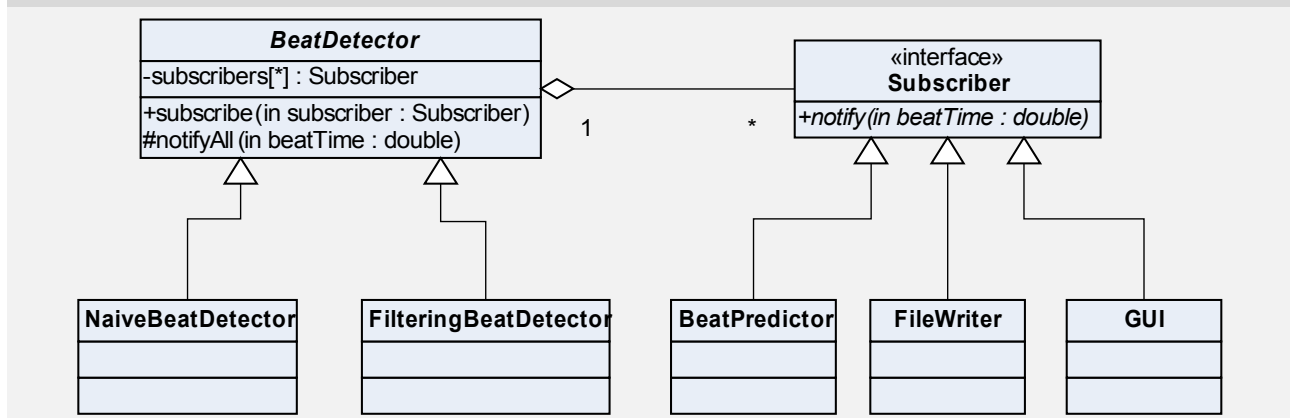 BeatDetector
-subscribers[*] : Subscriber
+subscribe(in subscriber : Subscriber)
#notifyAll(in beatTime : double)
1
*
«interface»
Subscriber
+notify(in beatTime : double)
NaiveBeatDetector
FilteringBeatDetector
BeatPredictor
FileWriter
GUI